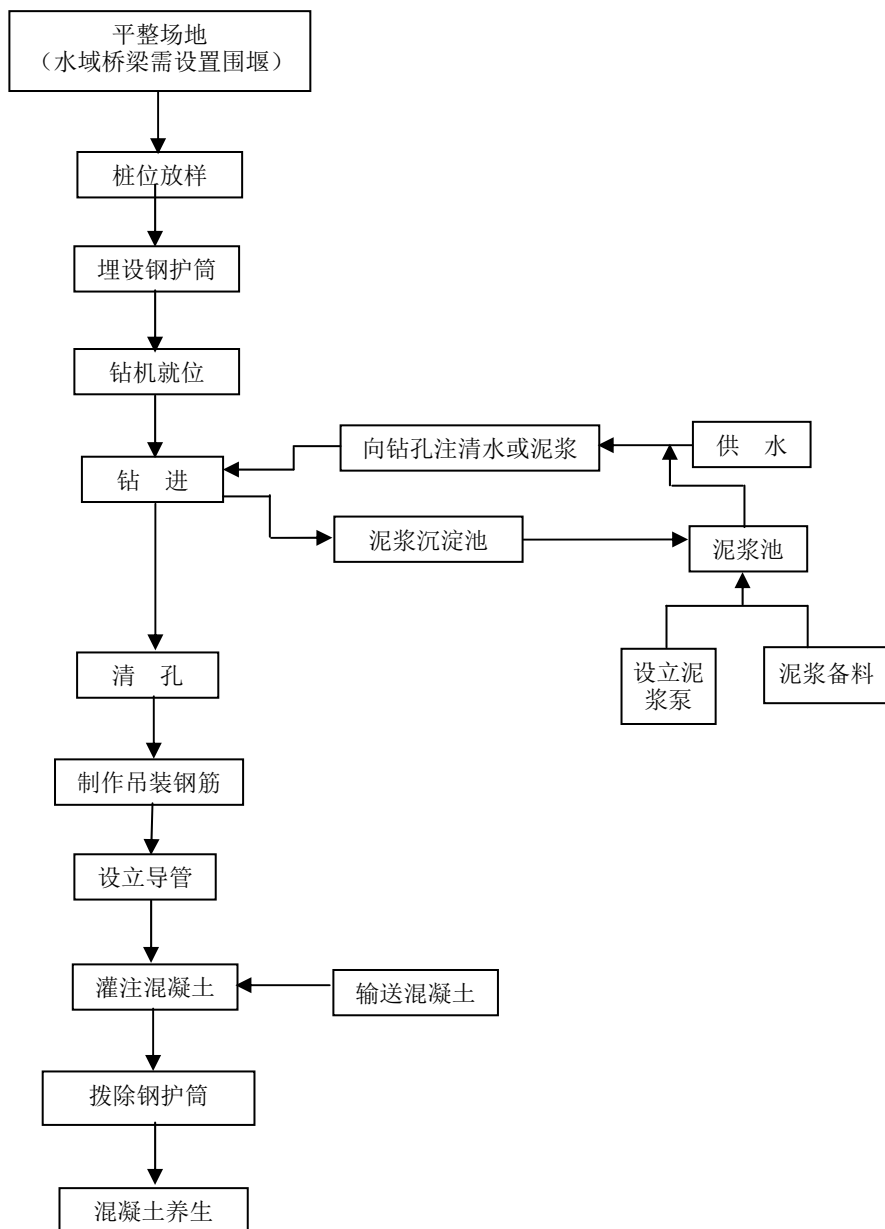 平整场地
（水域桥梁需设置围堰）
桩位放样
埋设钢护筒
钻机就位
向钻孔注清水或泥浆
供 水
钻 进
泥浆沉淀池
泥浆池
清 孔
设立泥
浆泵
泥浆备料
制作吊装钢筋
设立导管
灌注混凝土
输送混凝土
拨除钢护筒
混凝土养生